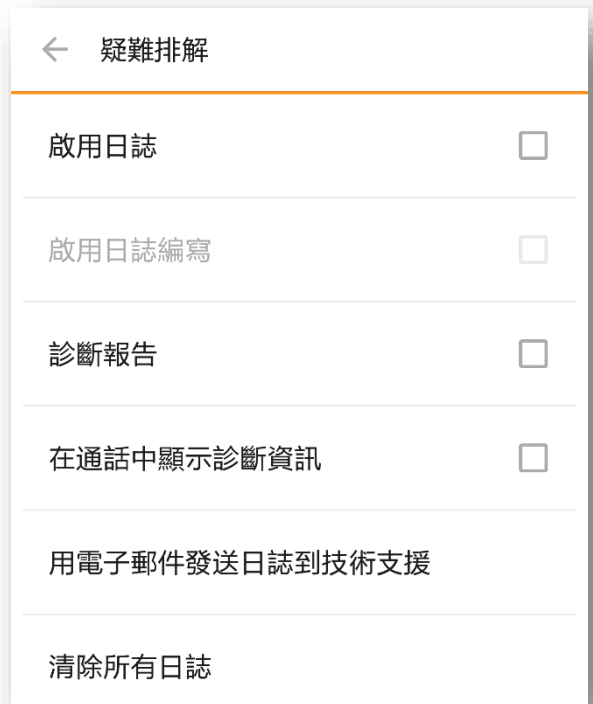 疑難排解
啟用日誌
啟用日誌編寫
診斷報告
在通話中顯示診斷資訊
用電子郵件發送日誌到技術支援
清除所有日誌